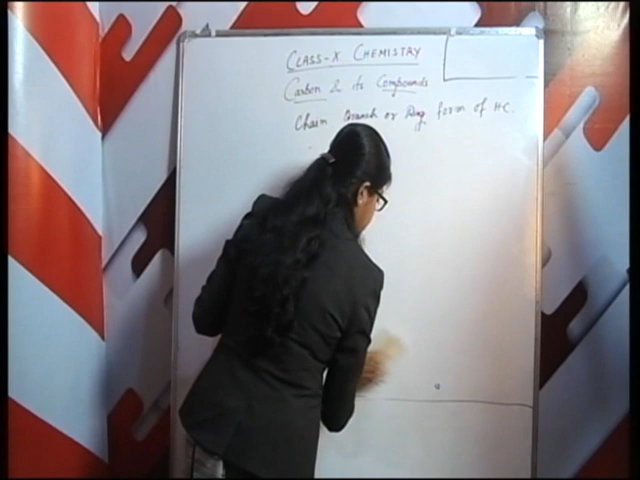 CLASS-X CHEMISTRY
Carbon & its Compounds
Chain Branch or Ring form of HC.